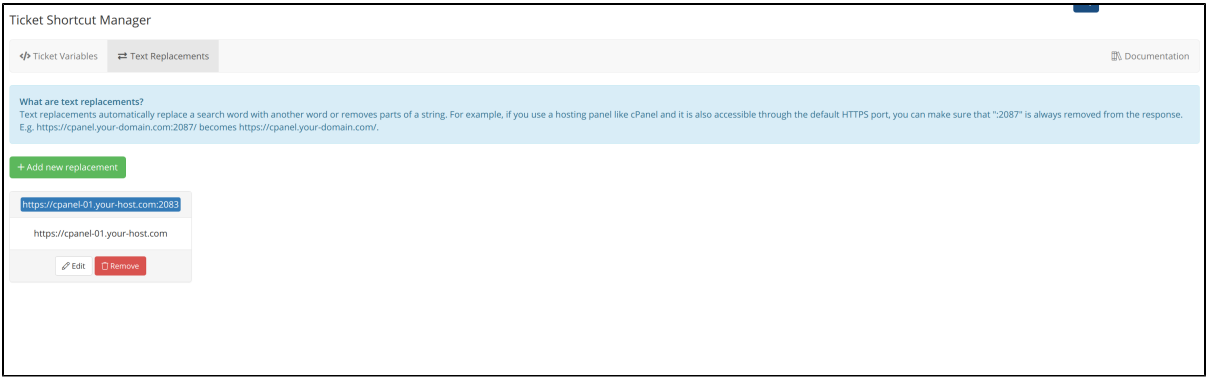 Ticket Shortcut Manager
Ticket Variables
Text Replacements
Documentation
What are text replacements?
Text replacements automatically replace a search word with another word or removes parts of a string. For example, if you use a hosting panel like cPanel and it is also accessible through the default HTTPS port, you can make sure that ":2087" is always removed from the response.
E.g. https://cpanel.your-domain.com:2087/ becomes https://cpanel.your-domain.com/.
+ Add new replacement
https://cpanel-01.your-host.com:2083
https://cpanel-01.your-host.com
Edit
Remove